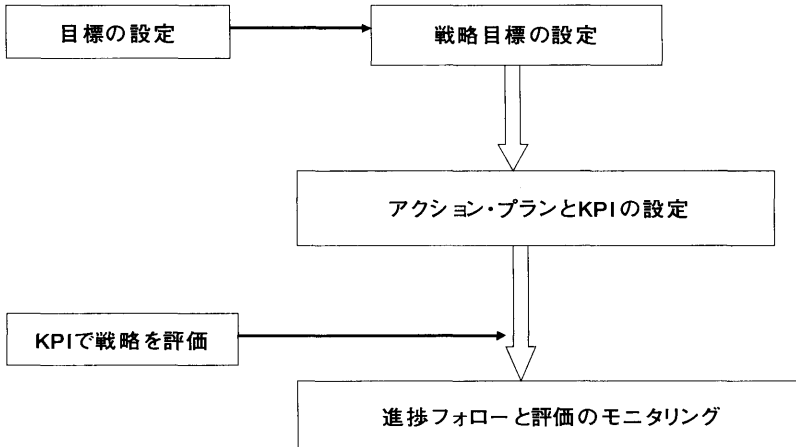 目標の設定
戦略目標の設定
アクション・プランとKPIの設定
KPIで戦略を評価
進捗フォローと評価のモニタリング